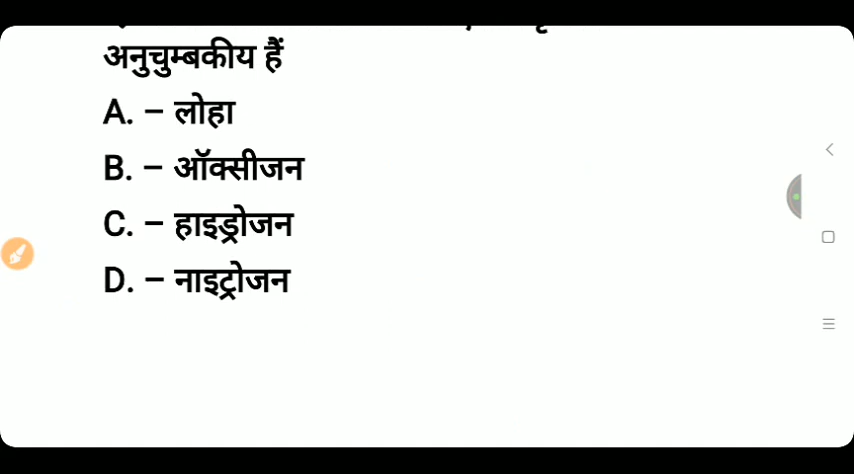 अनुचुम्बकीय हैं
A. – लोहा
B. – ऑक्सीजन
C. – हाइड्रोजन
D. – नाइट्रोजन